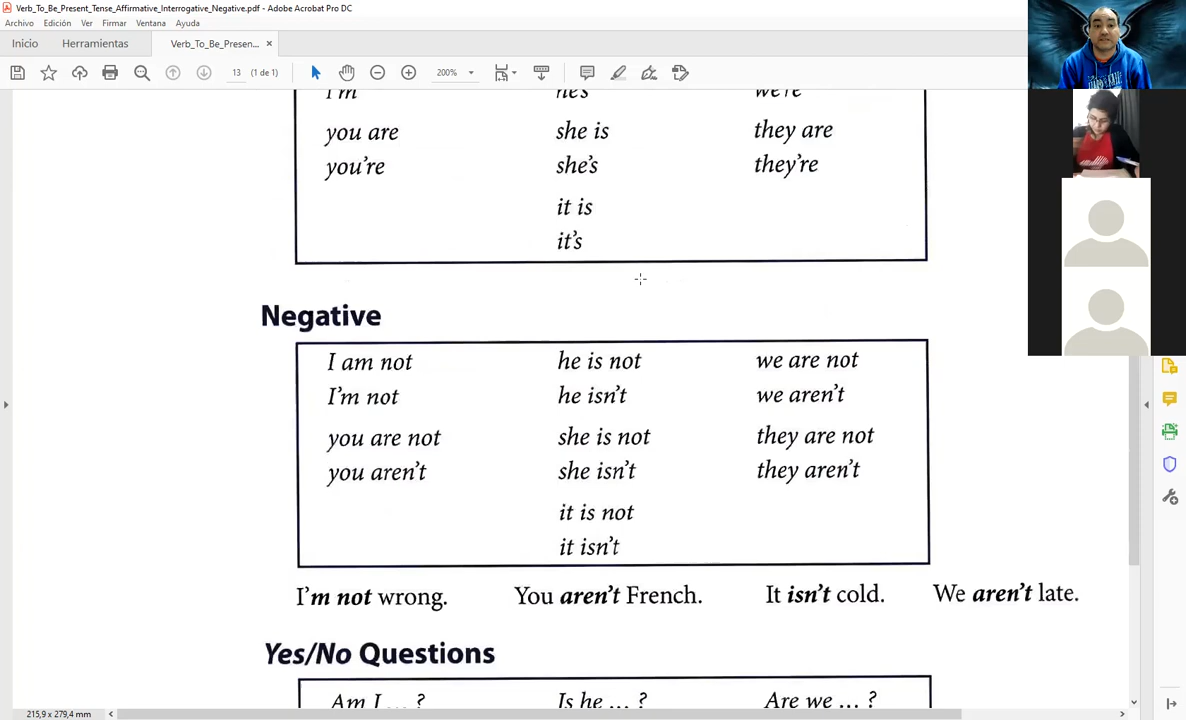 Verb_To_Be_Present_Tense_Affirmative_Interrogative_Negative.pdf - Adobe Acrobat Pro DC
Archivo Edición Ver Firmar Ventana Ayuda
Inicio Herramientas Verb_To_Be_Presen... ×
13 (1 de 1) 200%
I'm he's we're
you are she is they are
you're she's they're
it is
it's
Negative
I am not he is not we are not
I'm not he isn't we aren't
you are not she is not they are not
you aren't she isn't they aren't
it is not
it isn't
I'm not wrong. You aren't French. It isn't cold. We aren't late.
Yes/No Questions
Am I ... ? Is he ... ? Are we ... ?
215,9 x 279,4 mm